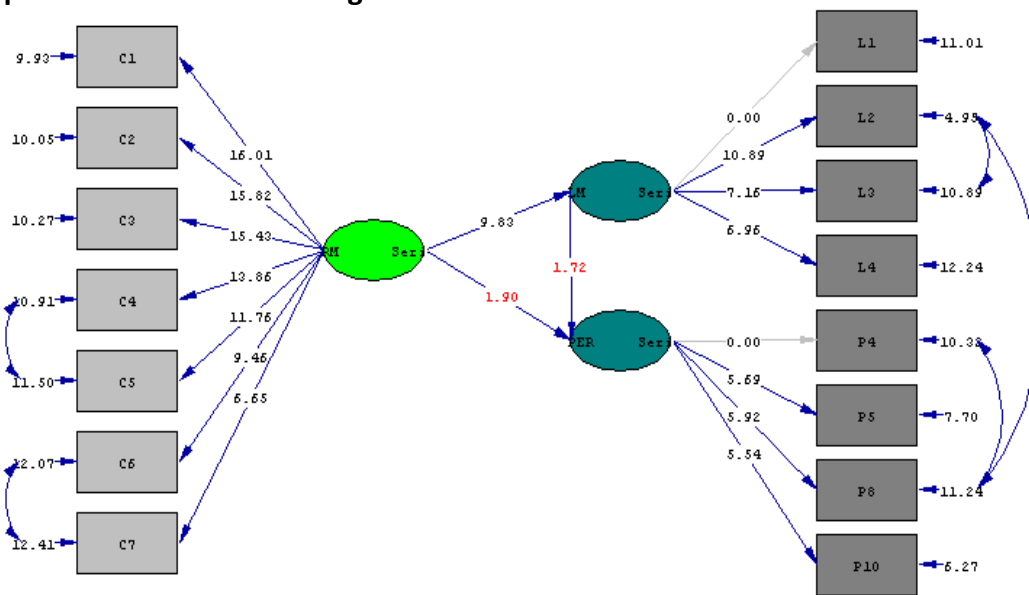 9.93 C1
10.05 C2
10.27 C3
10.91 C4
11.50 C5
12.07 C6
12.41 C7
16.01
15.82
15.43
13.86
11.76
9.46
6.65
9.83
1.90
1.72
LM
PER
0.00
10.89
7.16
6.96
0.00
5.69
5.92
5.54
L1 11.01
L2 4.95
L3 10.89
L4 12.24
P4
P5 7.70
P8 11.24
P10 6.27